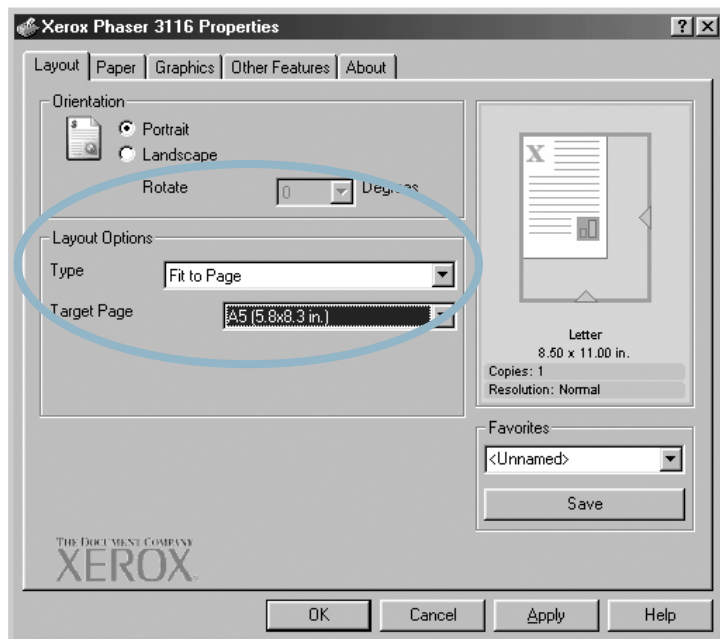 Xerox Phaser 3116 Properties
Layout Paper Graphics Other Features About
Orientation
Portrait
Landscape
Rotate 0 Degrees
Layout Options
Type Fit to Page
Target Page A5 (5.8x8.3 in.)
X
Letter
8.50 x 11.00 in.
Copies: 1
Resolution: Normal
Favorites
<Unnamed>
Save
THE DOCUMENT COMPANY
XEROX
OK Cancel Apply Help